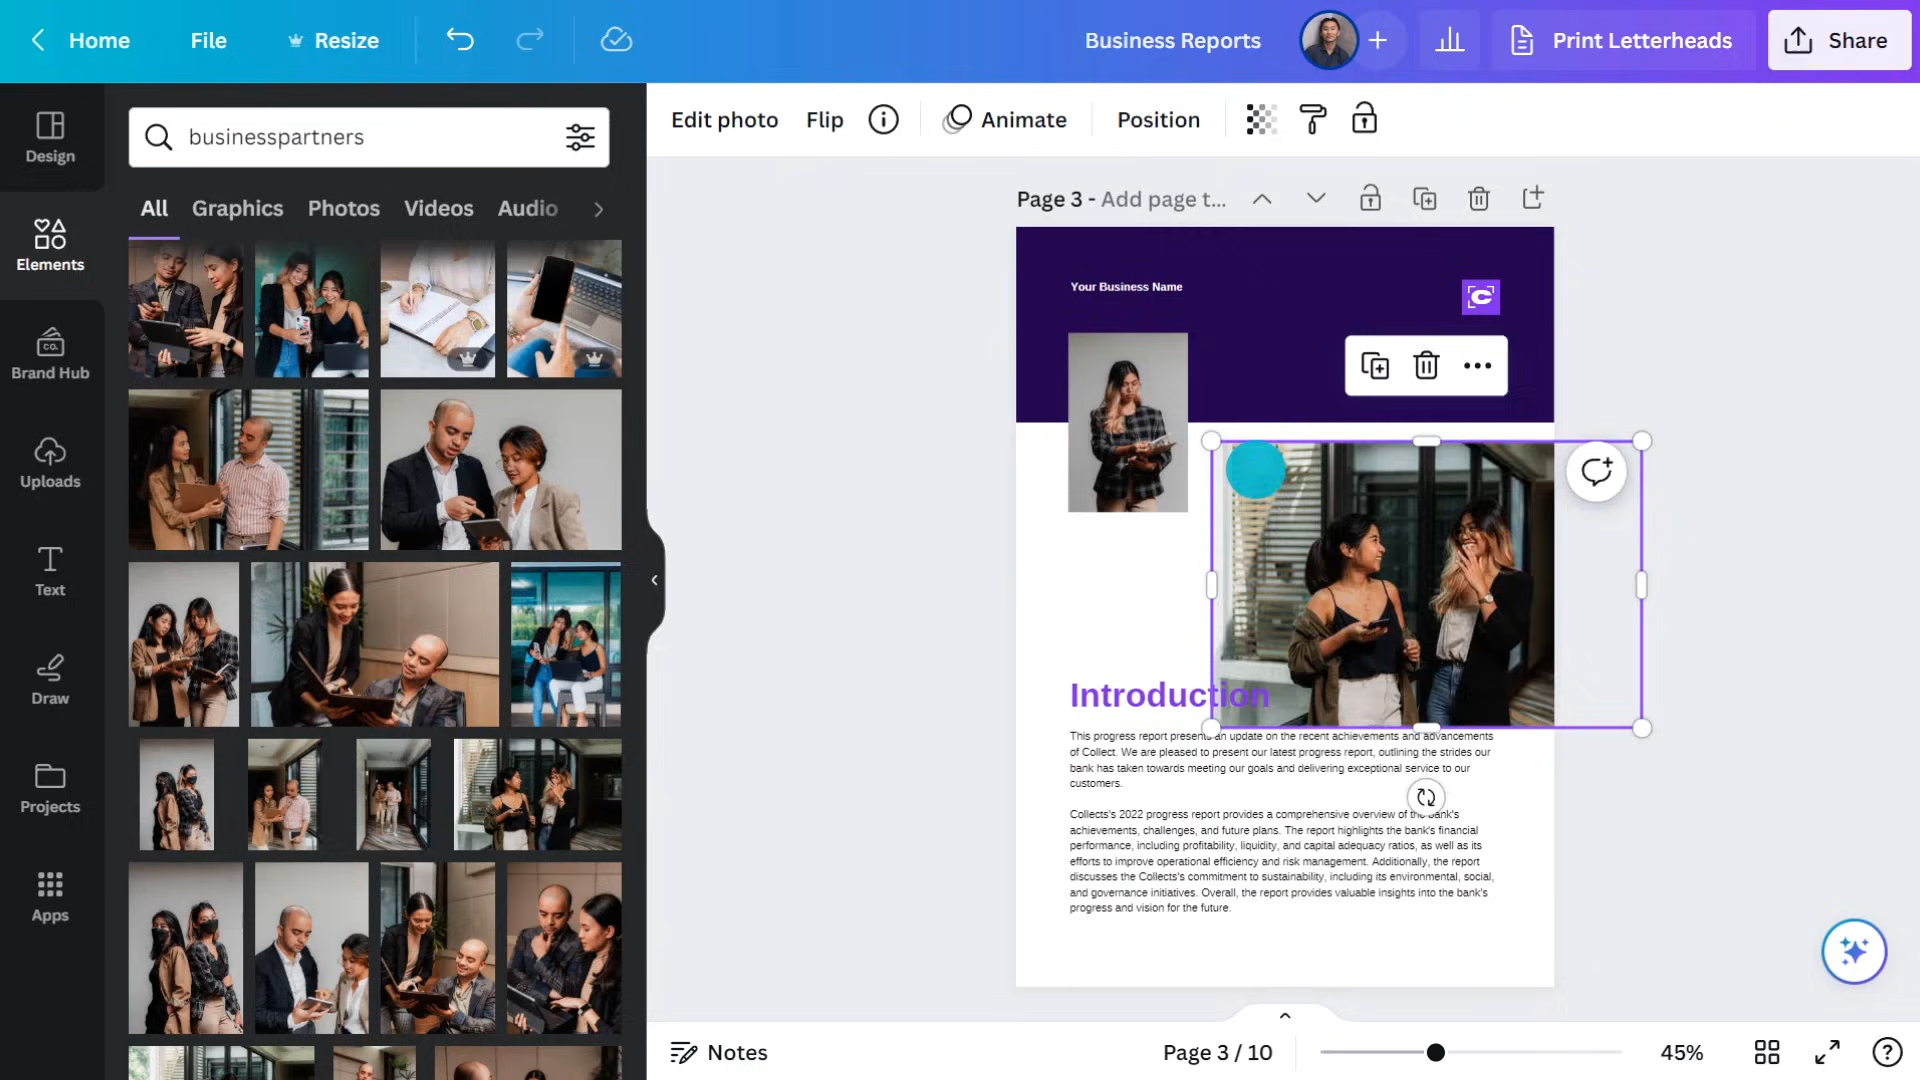 Home
File
Resize
Business Reports
Print Letterheads
Share
businesspartners
Edit photo
Flip
Animate
Position
Design
Elements
Brand Hub
CO.
Uploads
Text
Draw
Projects
Apps
All
Graphics
Photos
Videos
Audio
Page 3 - Add page t...
Your Business Name
C
Introduction
This progress report presents an update on the recent achievements and advancements
of Collect. We are pleased to present our latest progress report, outlining the strides our
bank has taken towards meeting our goals and delivering exceptional service to our
customers.
Collects's 2022 progress report provides a comprehensive overview of the bank's
achievements, challenges, and future plans. The report highlights the bank's financial
performance, including profitability, liquidity, and capital adequacy ratios, as well as its
efforts to improve operational efficiency and risk management. Additionally, the report
discusses the Collects's commitment to sustainability, including its environmental, social,
and governance initiatives. Overall, the report provides valuable insights into the bank's
progress and vision for the future.
Notes
Page 3 / 10
45%